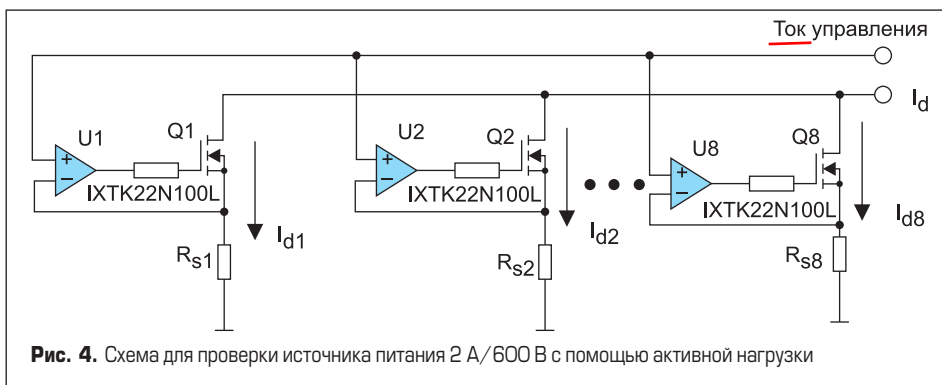 Ток управления
I_d
U1
Q1
IXTK22N100L
I_d1
R_s1
U2
Q2
IXTK22N100L
I_d2
R_s2
U8
Q8
IXTK22N100L
I_d8
R_s8
Рис. 4. Схема для проверки источника питания 2 А/600 В с помощью активной нагрузки